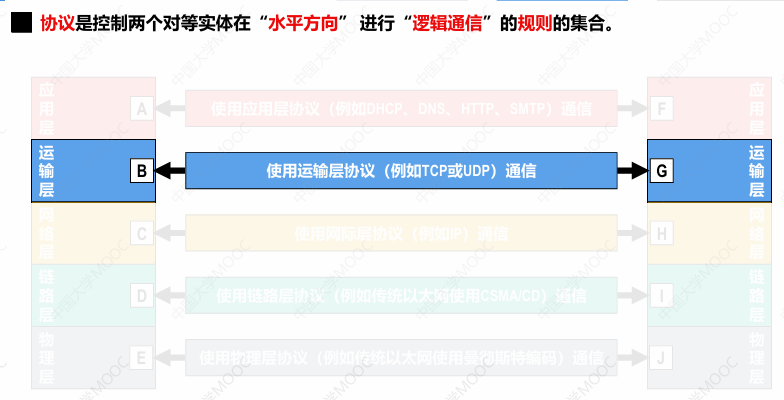 协议是控制两个对等实体在“水平方向” 进行“逻辑通信”的规则的集合。
应用层 A 使用应用层协议（例如DHCP、DNS、HTTP、SMTP）通信 F 应用层
运输层 B 使用运输层协议（例如TCP或UDP）通信 G 运输层
网络层 C 使用网际层协议（例如IP）通信 H 网络层
链路层 D 使用链路层协议（例如传统以太网使用CSMA/CD）通信 I 链路层
物理层 E 使用物理层协议（例如传统以太网使用曼彻斯特编码）通信 J 物理层
中国大学MOOC